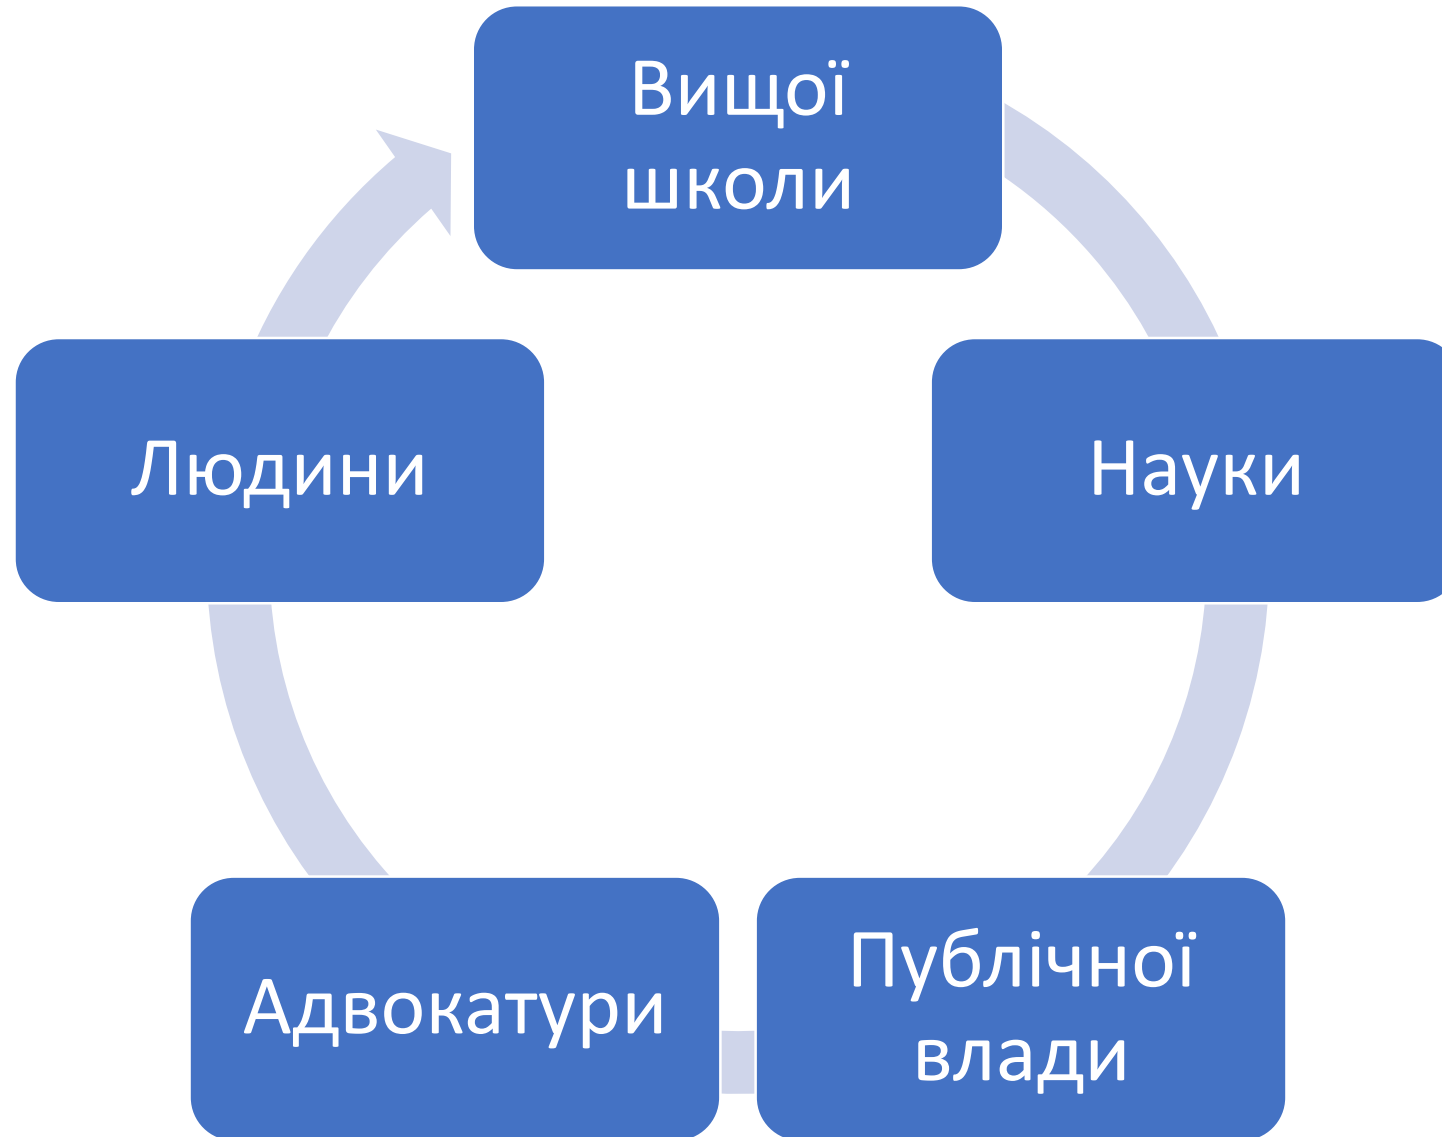 Вищої
школи
Науки
Публічної
влади
Адвокатури
Людини